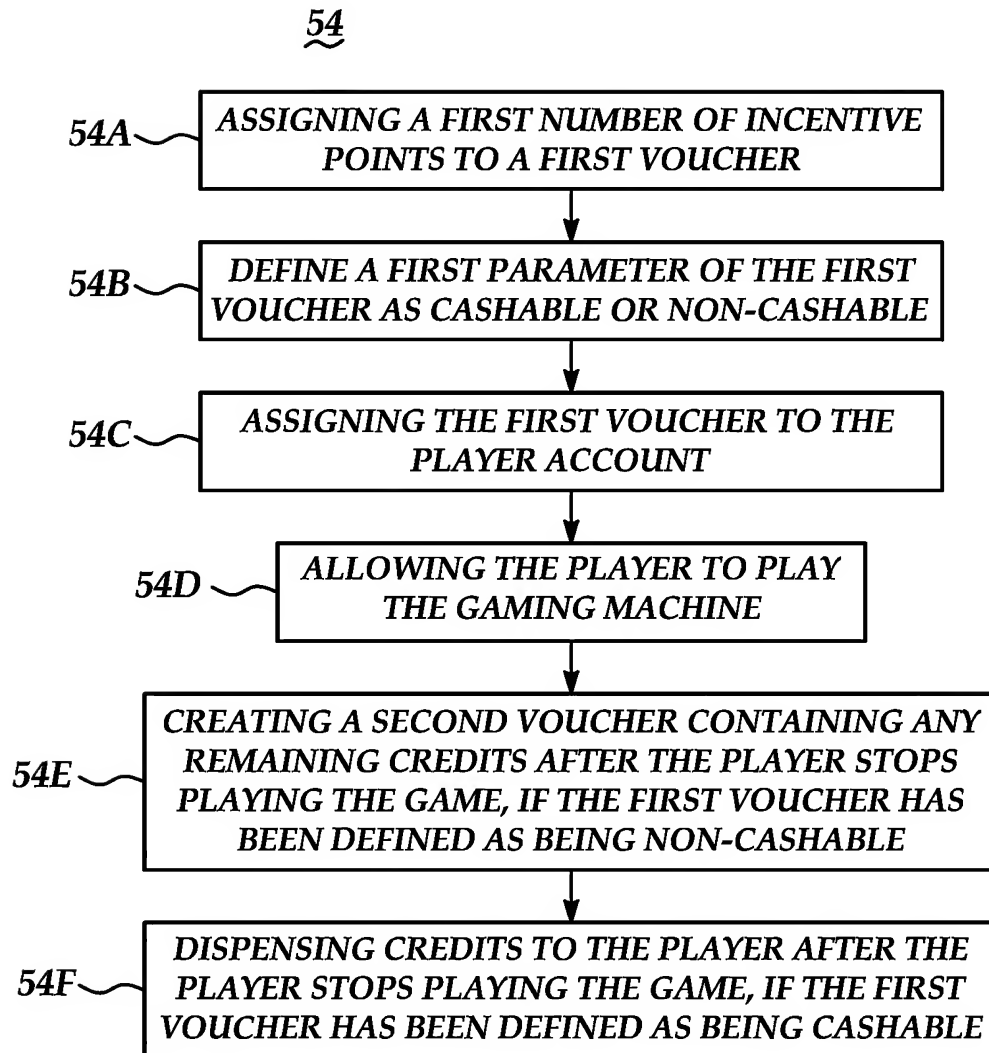 54
54A
ASSIGNING A FIRST NUMBER OF INCENTIVE
POINTS TO A FIRST VOUCHER
54B
DEFINE A FIRST PARAMETER OF THE FIRST
VOUCHER AS CASHABLE OR NON-CASHABLE
54C
ASSIGNING THE FIRST VOUCHER TO THE
PLAYER ACCOUNT
54D
ALLOWING THE PLAYER TO PLAY
THE GAMING MACHINE
54E
CREATING A SECOND VOUCHER CONTAINING ANY
REMAINING CREDITS AFTER THE PLAYER STOPS
PLAYING THE GAME, IF THE FIRST VOUCHER HAS
BEEN DEFINED AS BEING NON-CASHABLE
54F
DISPENSING CREDITS TO THE PLAYER AFTER THE
PLAYER STOPS PLAYING THE GAME, IF THE FIRST
VOUCHER HAS BEEN DEFINED AS BEING CASHABLE